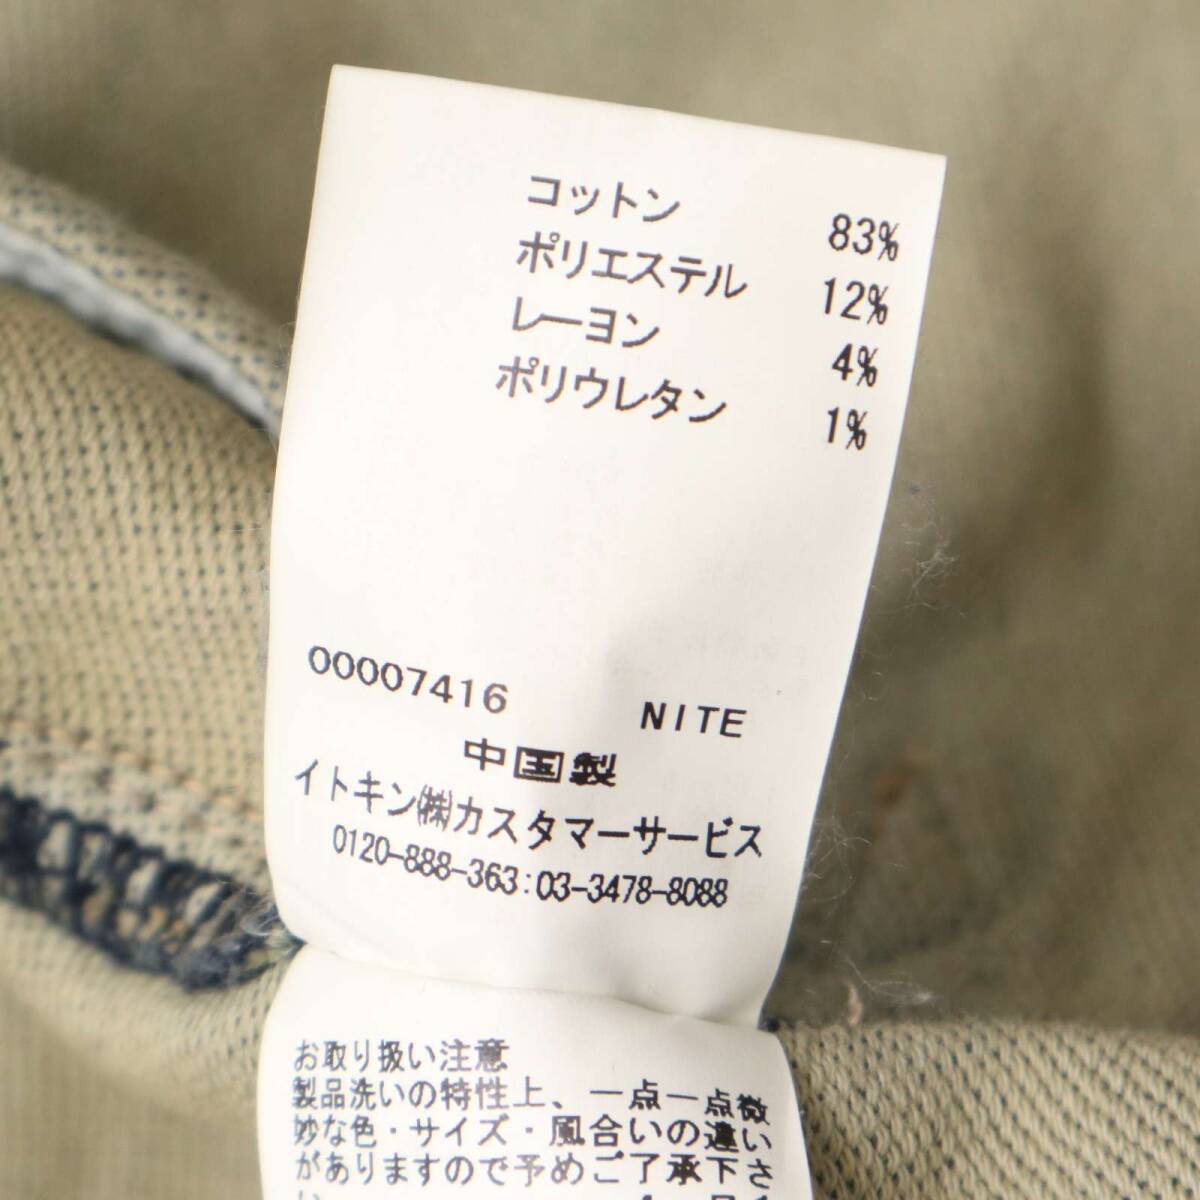 コットン 83%
ポリエステル 12%
レーヨン 4%
ポリウレタン 1%
00007416 NITE
中国製
イトキン㈱カスタマーサービス
0120-888-363:03-3478-8088
お取り扱い注意
製品洗いの特性上、一点一点微
妙な色・サイズ・風合いの違い
がありますので予めご了承下さ
い